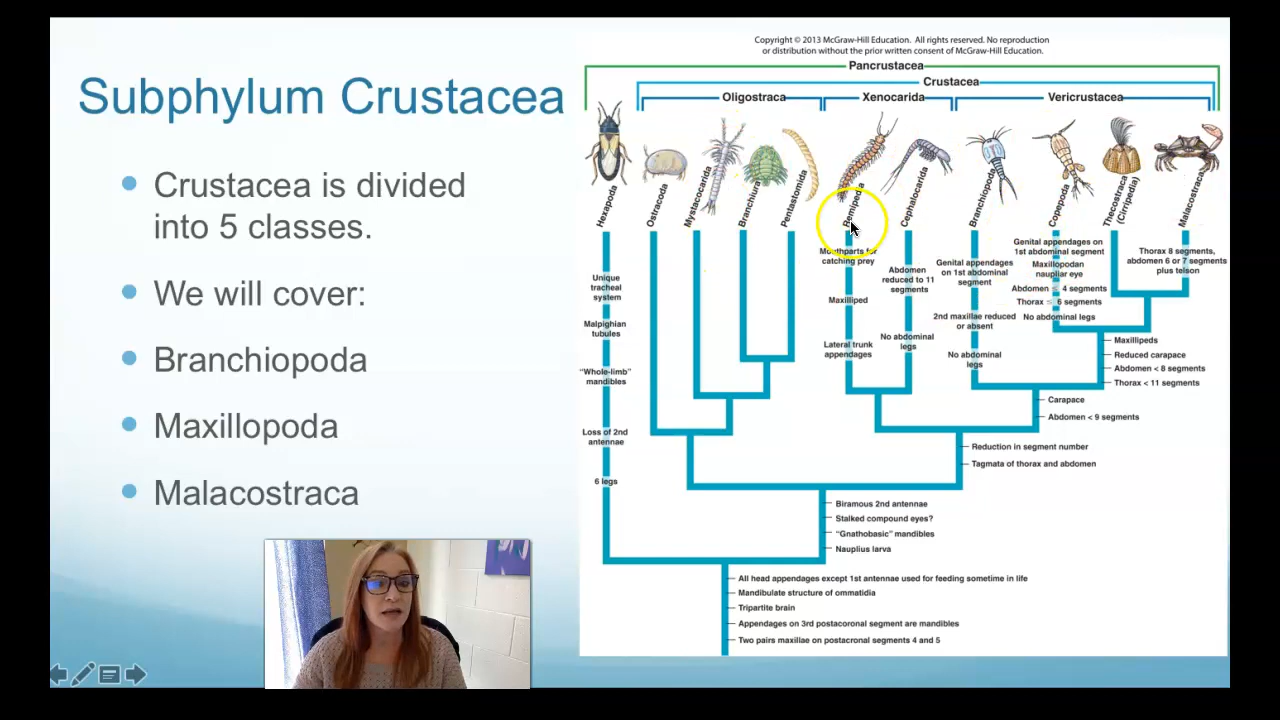 Subphylum Crustacea
Crustacea is divided
into 5 classes.
We will cover:
Branchiopoda
Maxillopoda
Malacostraca
Copyright © 2013 McGraw-Hill Education. All rights reserved. No reproduction
or distribution without the prior written consent of McGraw-Hill Education.
Pancrustacea
Crustacea
Oligostraca
Xenocarida
Vericrustacea
Hexapoda
Ostracoda
Mystacocarida
Branchiura
Pentastomida
Remipedia
Cephalocarida
Branchiopoda
Copepoda
Thecostraca
(Cirripedia)
Malacostraca
Unique
tracheal
system
Malpighian
tubules
"Whole-limb"
mandibles
Loss of 2nd
antennae
6 legs
Mouthparts for
catching prey
Maxilliped
Lateral trunk
appendages
Abdomen
reduced to 11
segments
No abdominal
legs
Genital appendages
on 1st abdominal
segment
2nd maxillae reduced
or absent
No abdominal
legs
Genital appendages on
1st abdominal segment
Maxillopodan
naupliar eye
Abdomen ≤ 4 segments
Thorax ≤ 6 segments
No abdominal legs
Thorax 8 segments,
abdomen 6 or 7 segments
plus telson
Maxillipeds
Reduced carapace
Abdomen < 8 segments
Thorax < 11 segments
Carapace
Abdomen < 9 segments
Reduction in segment number
Tagmata of thorax and abdomen
Biramous 2nd antennae
Stalked compound eyes?
"Gnathobasic" mandibles
Nauplius larva
All head appendages except 1st antennae used for feeding sometime in life
Mandibulate structure of ommatidia
Tripartite brain
Appendages on 3rd postacoronal segment are mandibles
Two pairs maxillae on postacronal segments 4 and 5